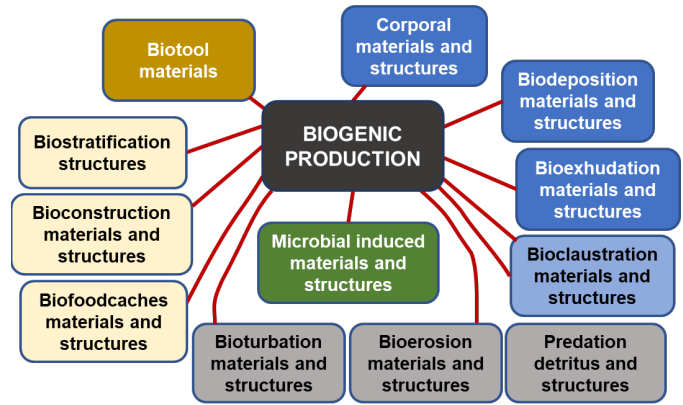 Biotool
materials
Corporal
materials and
structures
Biodeposition
materials and
structures
BIOGENIC
PRODUCTION
Biostratification
structures
Bioexhudation
materials and
structures
Bioconstruction
materials and
structures
Microbial induced
materials and
structures
Bioclaustration
materials and
structures
Biofoodcaches
materials and
structures
Bioturbation
materials and
structures
Bioerosion
materials and
structures
Predation
detritus and
structures